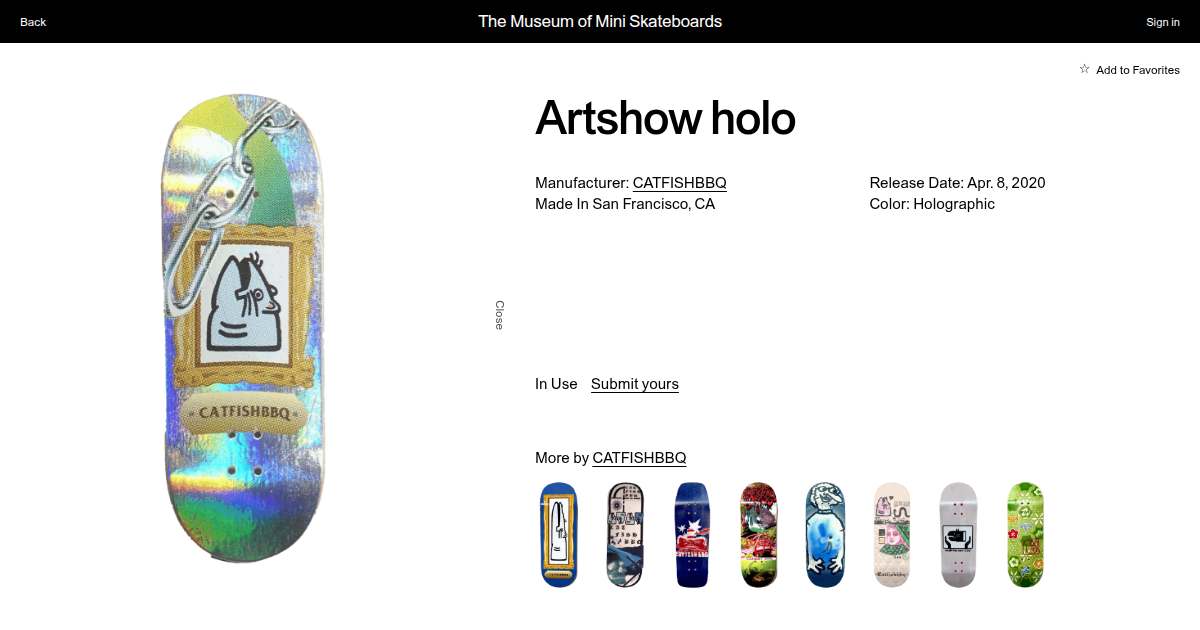 Back
The Museum of Mini Skateboards
Sign in
☆ Add to Favorites
Artshow holo
Manufacturer: CATFISHBBQ
Made In San Francisco, CA
Release Date: Apr. 8, 2020
Color: Holographic
Close
CATFISHBBQ
In Use
Submit yours
More by CATFISHBBQ